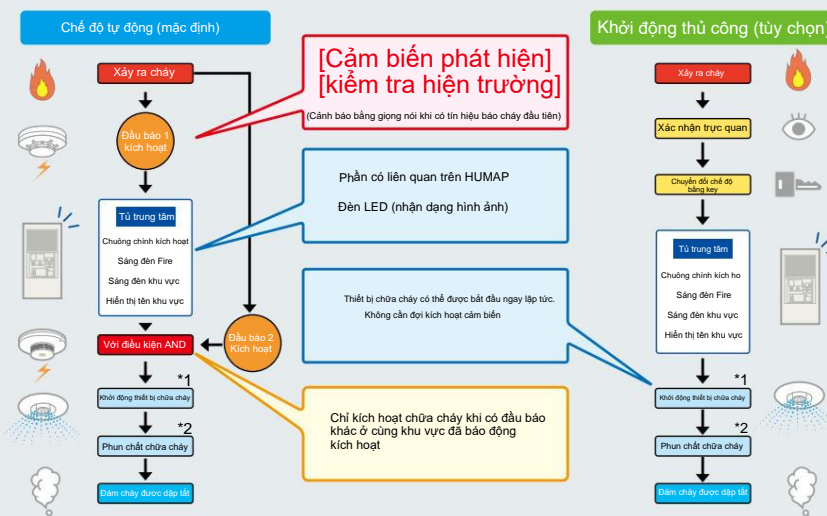 Chế độ tự động (mặc định)
Xảy ra cháy
Đầu báo 1
kích hoạt
Tủ trung tâm
Chuông chính kích hoạt
Sáng đèn Fire
Sáng đèn khu vực
Hiển thị tên khu vực
Với điều kiện AND
Đầu báo 2
Kích hoạt
*1
Khởi động thiết bị chữa cháy
*2
Phun chất chữa cháy
Đám cháy được dập tắt
[Cảm biến phát hiện]
[kiểm tra hiện trường]
(Cảnh báo bằng giọng nói khi có tín hiệu báo cháy đầu tiên)
Phần có liên quan trên HUMAP
Đèn LED (nhận dạng hình ảnh)
Thiết bị chữa cháy có thể được bắt đầu ngay lập tức.
Không cần đợi kích hoạt cảm biến
Chỉ kích hoạt chữa cháy khi có đầu báo
khác ở cùng khu vực đã báo động
kích hoạt
Khởi động thủ công (tùy chọn)
Xảy ra cháy
Xác nhận trực quan
Chuyển đổi chế độ
bằng key
Tủ trung tâm
Chuông chính kích ho
Sáng đèn Fire
Sáng đèn khu vực
Hiển thị tên khu vực
*1
Khởi động thiết bị chữa cháy
*2
Phun chất chữa cháy
Đám cháy được dập tắt